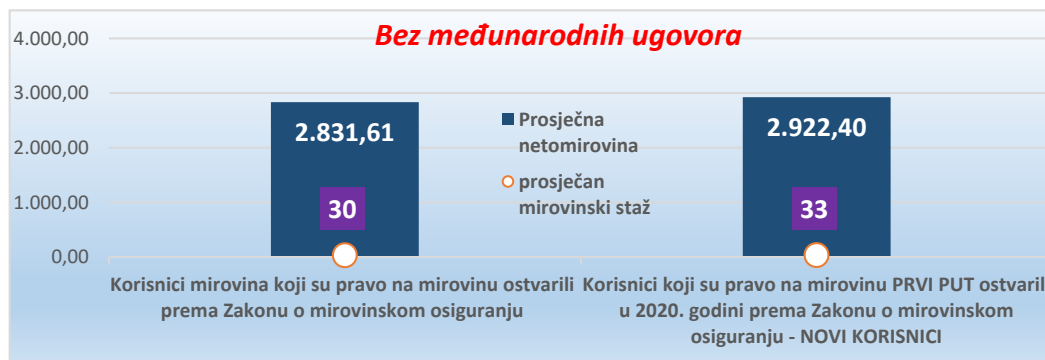 Bez međunarodnih ugovora
4.000,00
3.000,00
2.000,00
1.000,00
0,00
2.831,61
30
Prosječna
netomirovina
prosječan
mirovinski staž
2.922,40
33
Korisnici mirovina koji su pravo na mirovinu ostvarili
prema Zakonu o mirovinskom osiguranju
Korisnici koji su pravo na mirovinu PRVI PUT ostvaril
u 2020. godini prema Zakonu o mirovinskom
osiguranju - NOVI KORISNICI